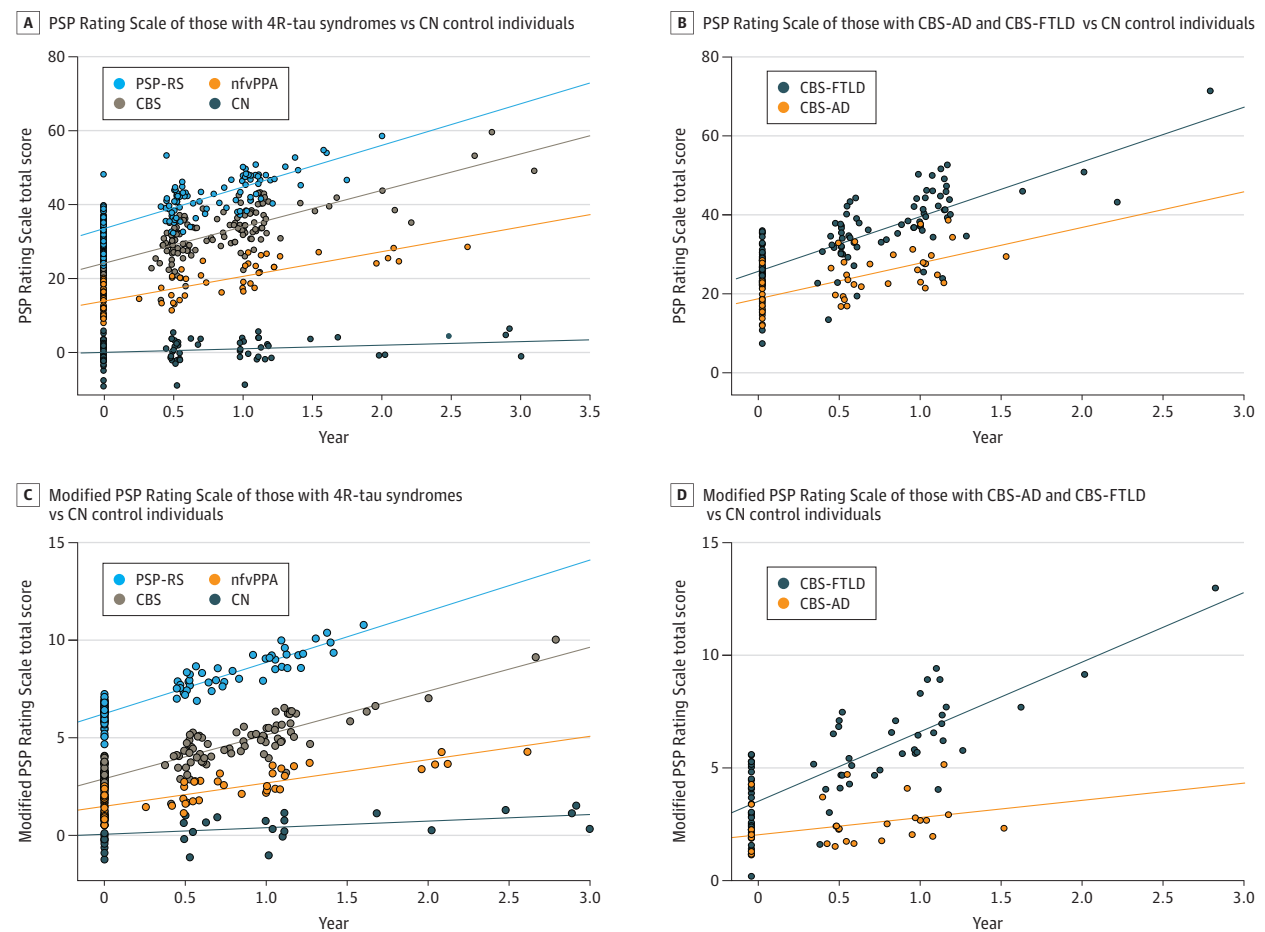 A PSP Rating Scale of those with 4R-tau syndromes vs CN control individuals
PSP Rating Scale total score
80
60
40
20
0
PSP-RS nfvPPA
CBS CN
0 0.5 1.0 1.5 2.0 2.5 3.0 3.5
Year
B PSP Rating Scale of those with CBS-AD and CBS-FTLD vs CN control individuals
PSP Rating Scale total score
80
60
40
20
0
CBS-FTLD
CBS-AD
0 0.5 1.0 1.5 2.0 2.5 3.0
Year
C Modified PSP Rating Scale of those with 4R-tau syndromes
vs CN control individuals
Modified PSP Rating Scale total score
15
10
5
0
PSP-RS nfvPPA
CBS CN
0 0.5 1.0 1.5 2.0 2.5 3.0
Year
D Modified PSP Rating Scale of those with CBS-AD and CBS-FTLD
vs CN control individuals
Modified PSP Rating Scale total score
15
10
5
0
CBS-FTLD
CBS-AD
0 0.5 1.0 1.5 2.0 2.5 3.0
Year